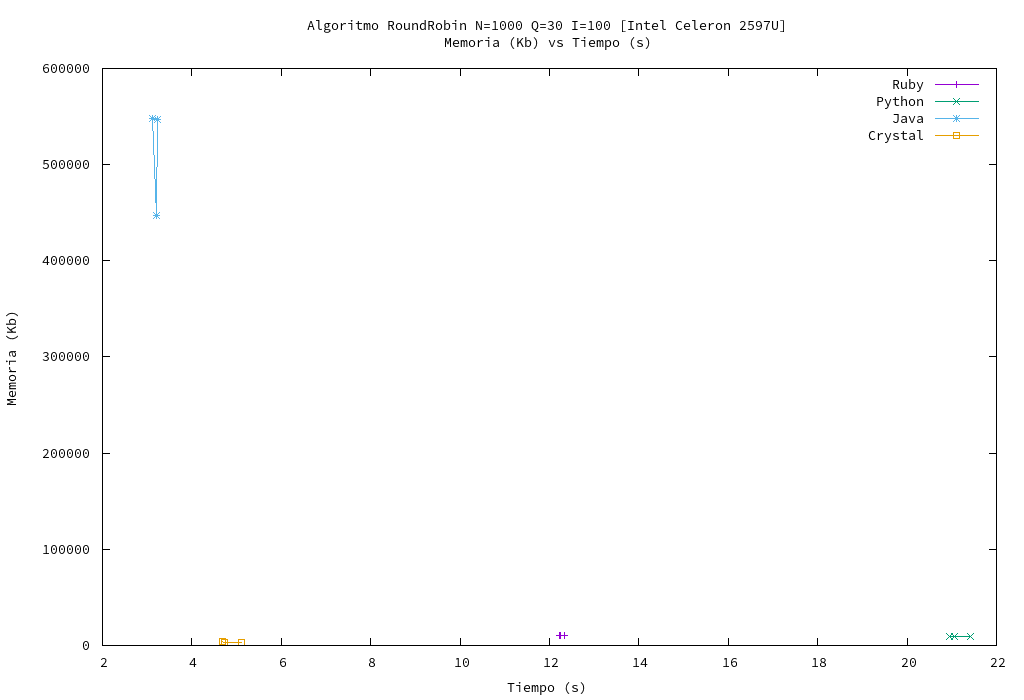 Algoritmo RoundRobin N=1000 Q=30 I=100 [Intel Celeron 2597U]
Memoria (Kb) vs Tiempo (s)
600000
500000
400000
300000
200000
100000
0
Memoria (Kb)
Ruby
Python
Java
Crystal
2 4 6 8 10 12 14 16 18 20 22
Tiempo (s)